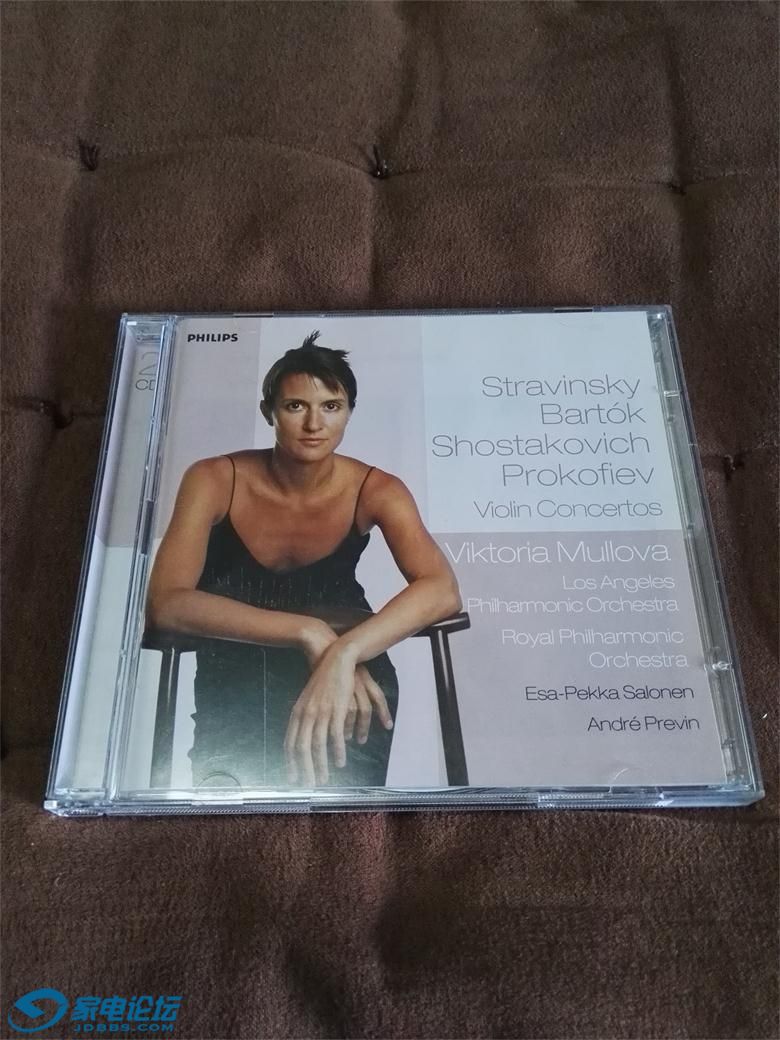 PHILIPS
2
CD
Stravinsky
Bartók
Shostakovich
Prokofiev
Violin Concertos
Viktoria Mullova
Los Angeles
Philharmonic Orchestra
Royal Philharmonic
Orchestra
Esa-Pekka Salonen
André Previn
家电论坛
JDBBS.COM